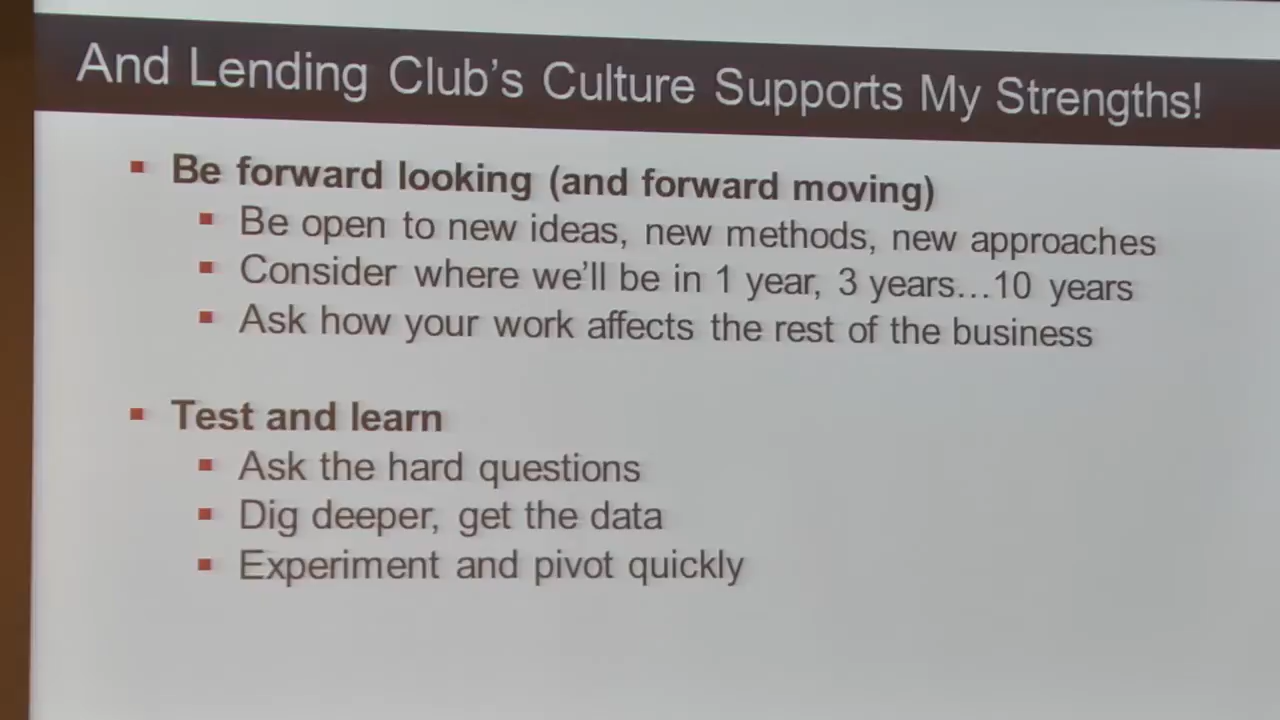 And Lending Club's Culture Supports My Strengths!
Be forward looking (and forward moving)
Be open to new ideas, new methods, new approaches
Consider where we'll be in 1 year, 3 years...10 years
Ask how your work affects the rest of the business
Test and learn
Ask the hard questions
Dig deeper, get the data
Experiment and pivot quickly